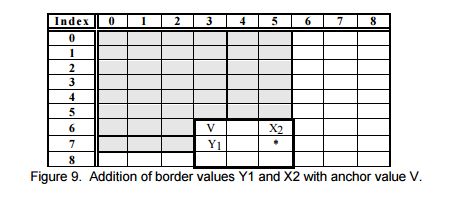 Index 0 1 2 3 4 5 6 7 8
0
1
2
3
4
5
6 V X2
7 Y1 *
8
Figure 9. Addition of border values Y1 and X2 with anchor value V.